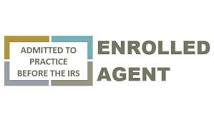 ADMITTED TO
PRACTICE
BEFORE THE IRS
ENROLLED
AGENT